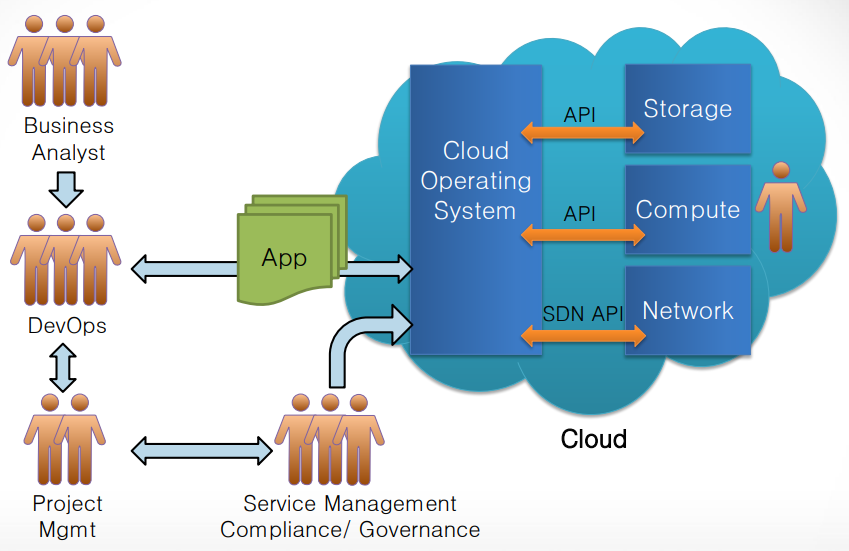 Business
Analyst
DevOps
Project
Mgmt
App
Service Management
Compliance/ Governance
Cloud
Operating
System
API
Storage
API
Compute
SDN API
Network
Cloud